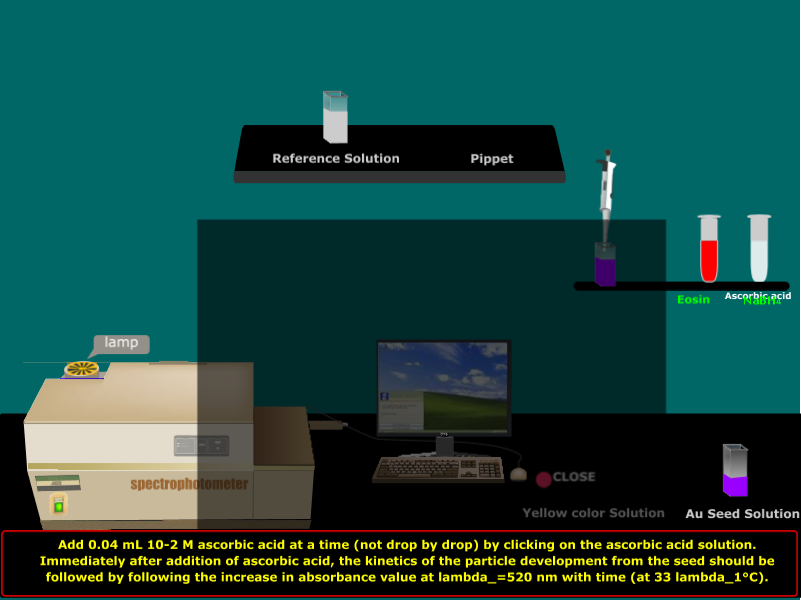 Reference Solution
Pippet
Eosin
Ascorbic acid
NaBH4
lamp
spectrophotometer
CLOSE
Yellow color Solution
Au Seed Solution
Add 0.04 mL 10-2 M ascorbic acid at a time (not drop by drop) by clicking on the ascorbic acid solution.
Immediately after addition of ascorbic acid, the kinetics of the particle development from the seed should be
followed by following the increase in absorbance value at lambda_=520 nm with time (at 33 lambda_1°C).